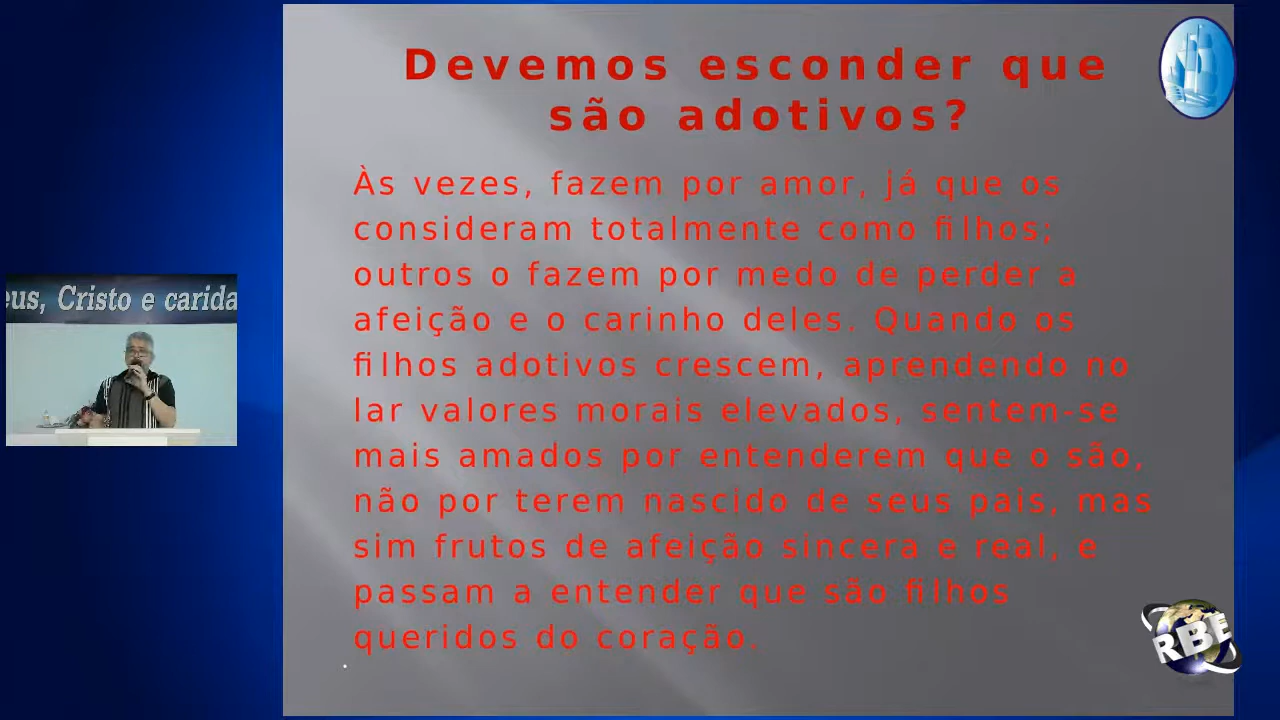 Devemos esconder que
são adotivos?
Às vezes, fazem por amor, já que os
consideram totalmente como filhos;
outros o fazem por medo de perder a
afeição e o carinho deles. Quando os
filhos adotivos crescem, aprendendo no
lar valores morais elevados, sentem-se
mais amados por entenderem que o são,
não por terem nascido de seus pais, mas
sim frutos de afeição sincera e real, e
passam a entender que são filhos
queridos do coração.
eus, Cristo e carida
RBE